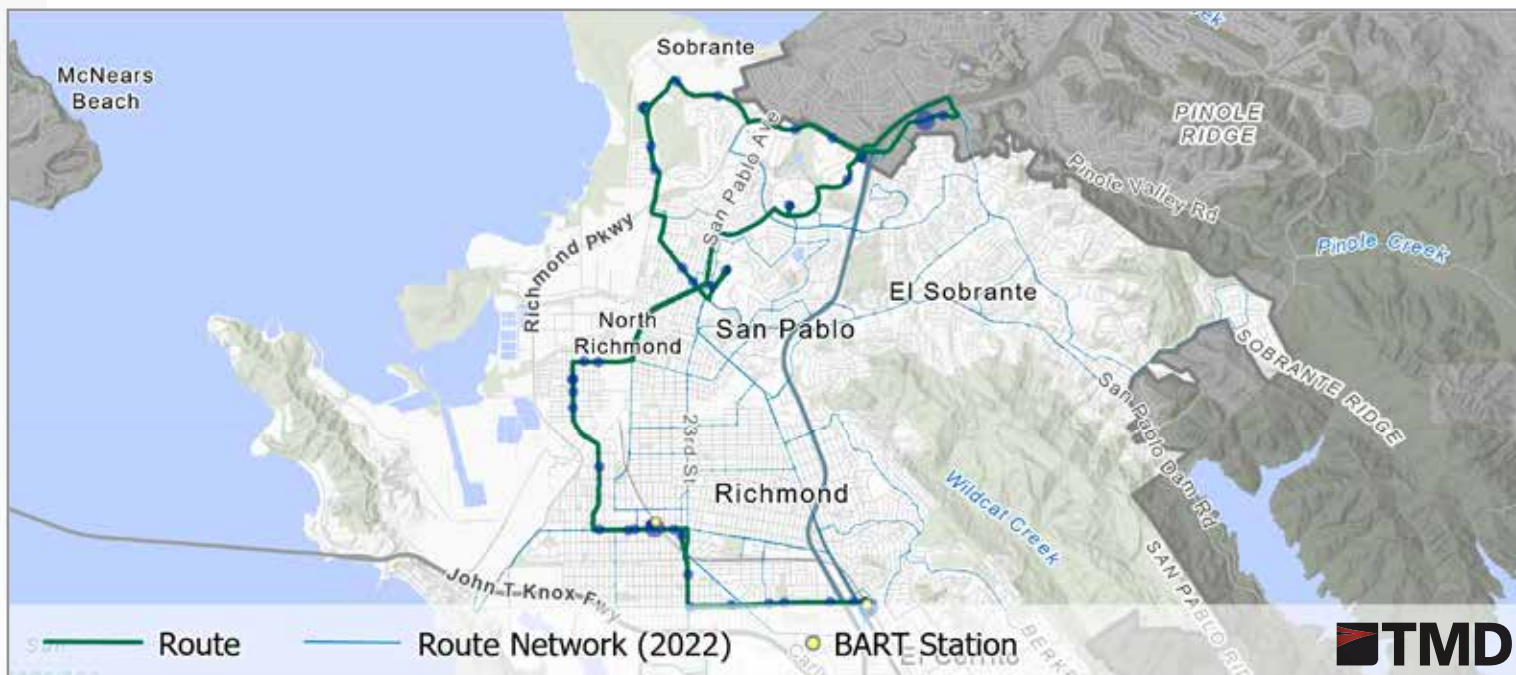 Sobrante
McNears
Beach
PINOLE
RIDGE
San Pablo Ave
Pinole Valley Rd
Richmond Pkwy
Pinole Creek
El Sobrante
North
Richmond
San Pablo
SOBRANTE RIDGE
San Pablo Dam Rd
23rd St
Richmond
Wildcat Creek
John T Knox Fwy
SAN PABLO RI
BERKE
El Cerrito
Route
Route Network (2022)
BART Station
TMD